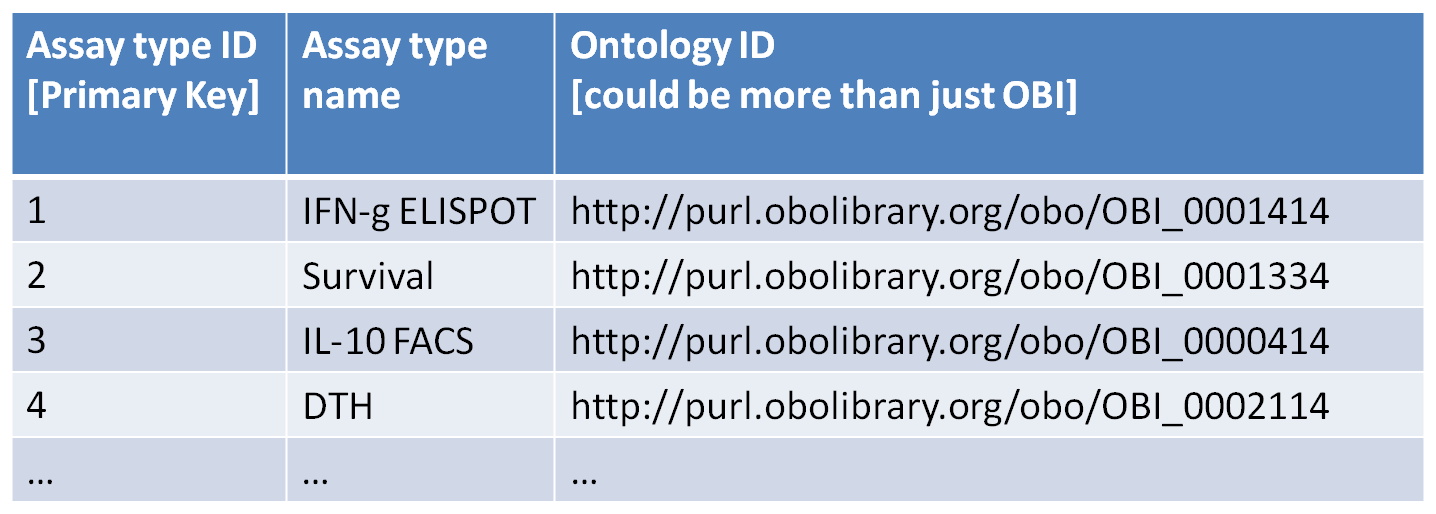 Assay type ID [Primary Key] Assay type name Ontology ID [could be more than just OBI]
1 IFN-g ELISPOT http://purl.obolibrary.org/obo/OBI_0001414
2 Survival http://purl.obolibrary.org/obo/OBI_0001334
3 IL-10 FACS http://purl.obolibrary.org/obo/OBI_0000414
4 DTH http://purl.obolibrary.org/obo/OBI_0002114
... ... ...